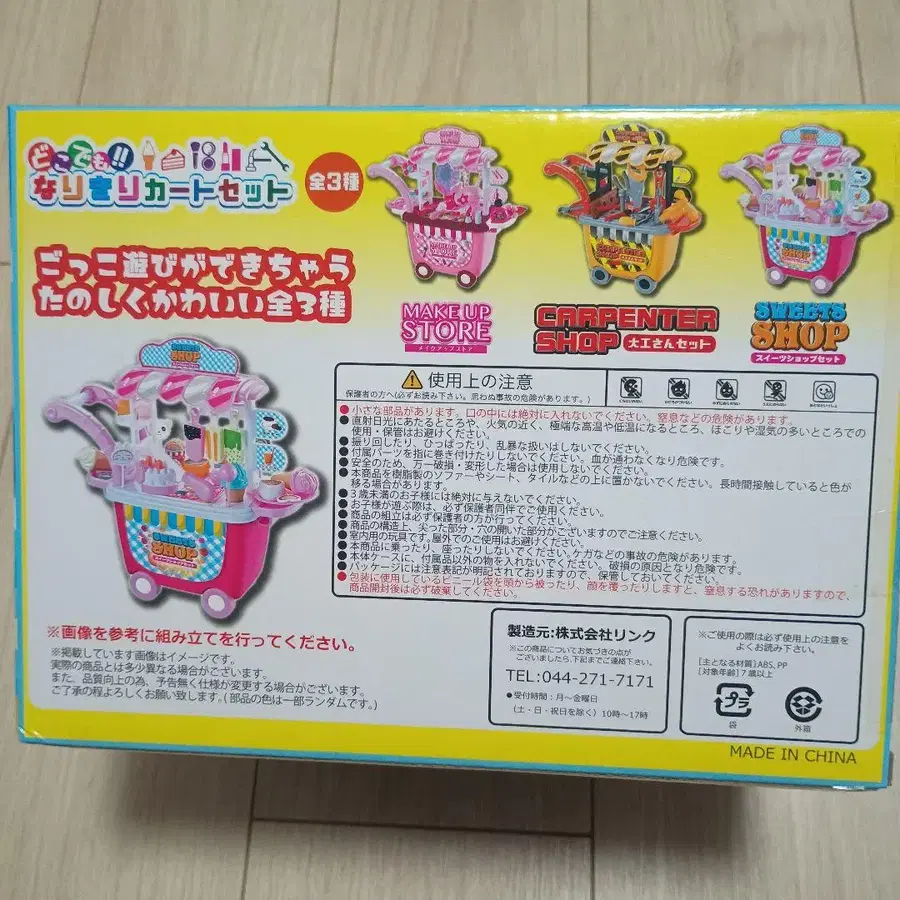 どこでも!!
なりきりカートセット
全3種
ごっこ遊びができちゃう
たのしくかわいい全3種
MAKE UP
STORE
メイクアップストア
CARPENTER
SHOP 大工さんセット
SWEETS
SHOP
スイーツショップセット
SWEETS
SHOP
SWEETS
SHOP
スイーツショップセット
※画像を参考に組み立てを行ってください。
※掲載しています画像はイメージです。
実際の商品とは多少異なる場合がございます。
また、品質向上の為、予告無く仕様が変更する場合がございます。
ご了承の程よろしくお願い致します。(部品の色は一部ランダムです。)
使用上の注意
保護者の方へ(必ずお読み下さい。思わぬ事故の危険があります。)
●小さな部品があります。口の中には絶対に入れないでください。窒息などの危険があります。
●直射日光にあたるところや、火気の近く、極端な高温や低温になるところ、ほこりや湿気の多いところでの
使用・保管はお避けください。
●振り回したり、ひっぱったり、乱暴な扱いはしないでください。
●付属パーツを指に巻き付けたりしないでください。血が通わなくなり危険です。
●安全のため、万一破損・変形した場合は使用しないでください。
●本商品を樹脂製のソファーやシート、タイルなどの上に置かないでください。長時間接触していると色が
移る場合があります。
●3歳未満のお子様には絶対に与えないでください。
●お子様が遊ぶ際は、必ず保護者同伴でご使用ください。
●商品の組立は必ず保護者の方が行ってください。
●商品の構造上、尖った部分・穴の開いた部分がございますのでご注意ください。
●室内用の玩具です。屋外でのご使用はお避けください。
●本商品に乗ったり、座ったりしないでください。ケガなどの事故の危険があります。
●本体ケースに、付属品以外の物を入れないでください。破損の原因となり危険です。
●パッケージには注意表記が明記されておりますので、保管しておいてください。
●包装に使用しているビニール袋を頭から被ったり、顔を覆ったりしますと、窒息する恐れがありますので、
商品開封後は必ず破棄してください。
製造元:株式会社リンク
※この商品についてお気づきの点が
ございましたら、下記までご連絡下さい。
TEL:044-271-7171
●受付時間：月〜金曜日
(土・日・祝日を除く) 10時〜17時
※ご使用の際は必ず使用上の注意を
よくお読み下さい。
[主となる材質]ABS、PP
[対象年齢]7歳以上
プラ
袋
外箱
MADE IN CHINA